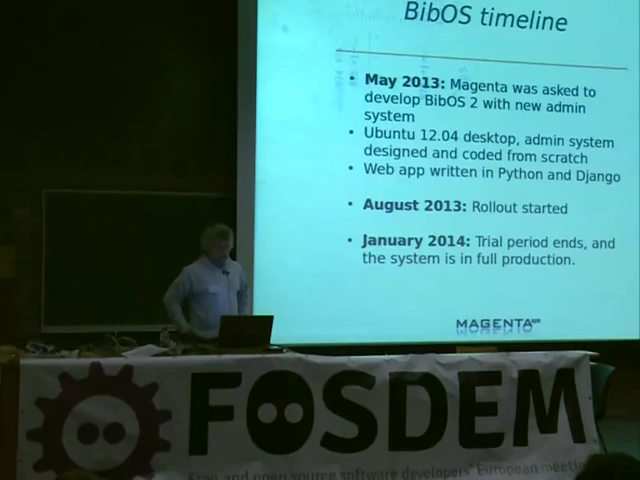 BibOS timeline
• May 2013: Magenta was asked to
develop BibOS 2 with new admin
system
• Ubuntu 12.04 desktop, admin system
designed and coded from scratch
• Web app written in Python and Django
• August 2013: Rollout started
• January 2014: Trial period ends, and
the system is in full production.
MAGENTA
FOSDEM
Free and open source software developers' European meetin